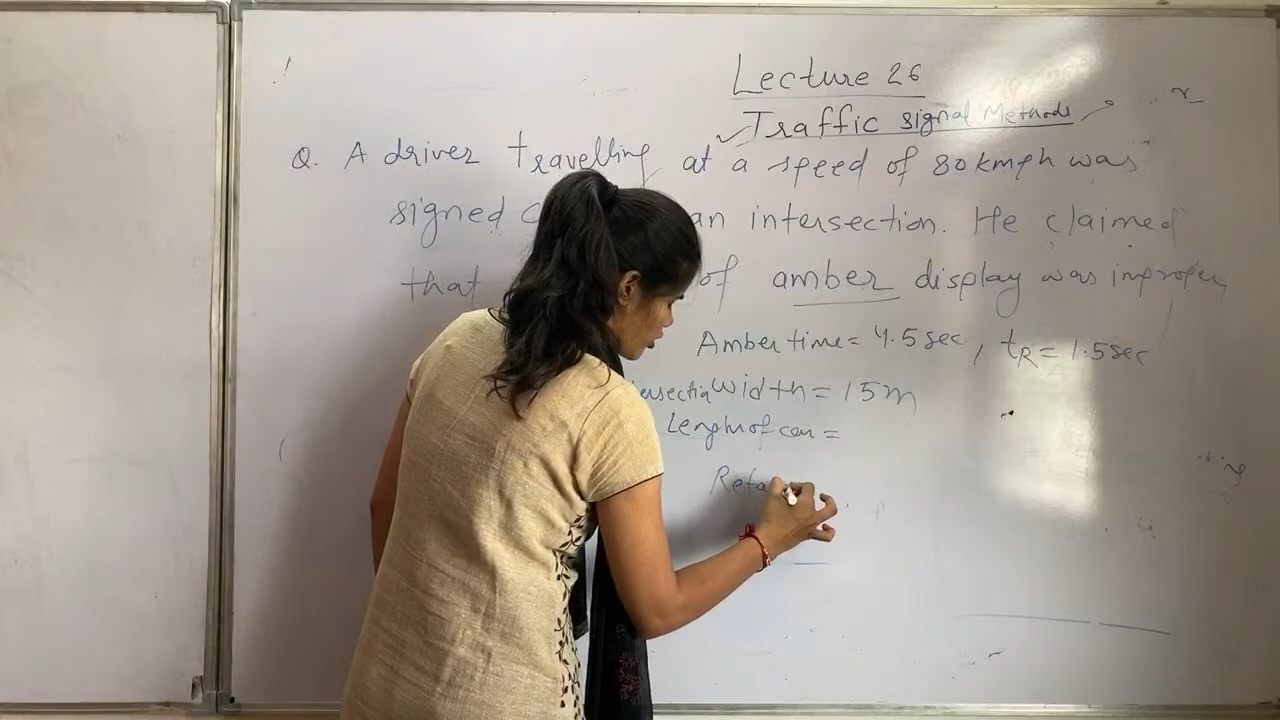 Lecture 26
Traffic signal Methods
Q. A driver travelling at a speed of 80kmph was
signed an intersection. He claimed
that of amber display was improper
Amber time = 4.5 sec, tR = 1.5 sec
width = 15 m
Length of car =